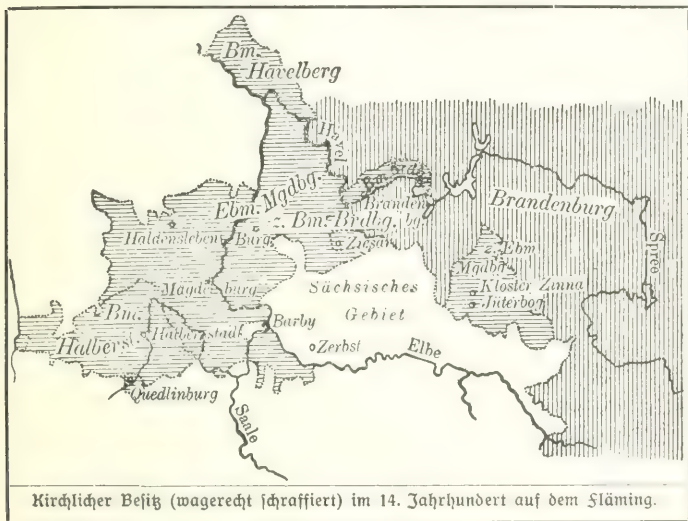 Bm.
Havelberg
Havel
Ebm. Mgdbg.
Branden
bg
Brandenburg
Bm. Brdbg.
Haldensleben
Burg
Ziesar
Ebm
Mgdbg
Spree
Kloster Zinna
Jüterbog
Magdeburg
Sächsisches
Gebiet
Bm.
Halberst.
Halberstadt
Barby
Zerbst
Elbe
Quedlinburg
Saale
Kirchlicher Besitz (wagerecht schraffiert) im 14. Jahrhundert auf dem Fläming.